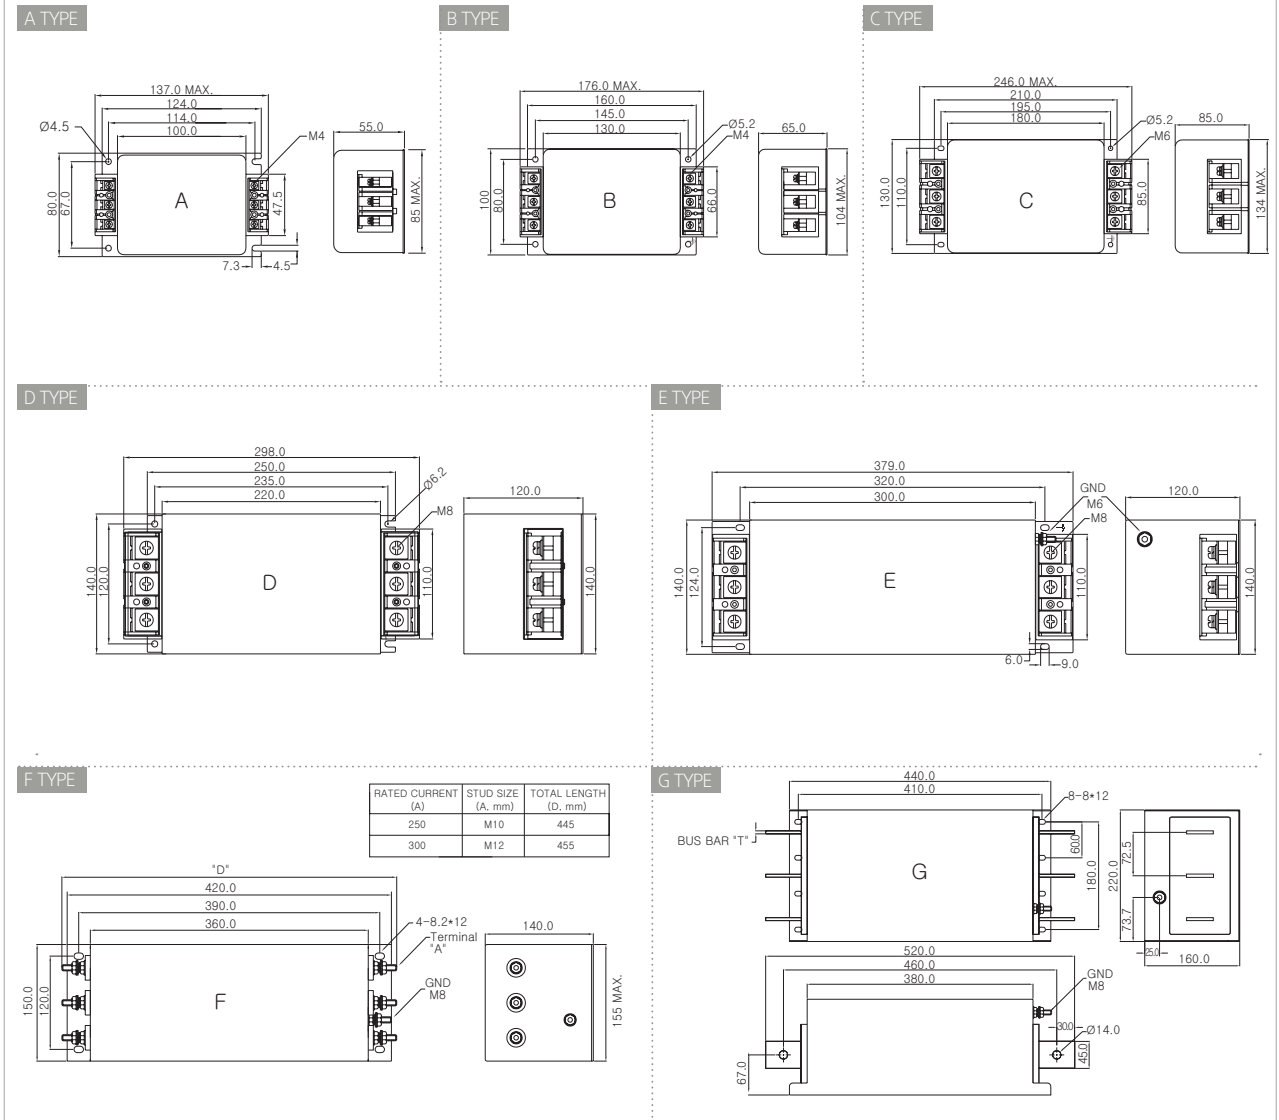 A TYPE
137.0 MAX.
124.0
114.0
100.0
Ø4.5
M4
80.0
67.0
A
47.5
7.3
4.5
55.0
85 MAX.
B TYPE
176.0 MAX.
160.0
145.0
130.0
Ø5.2
M4
100
80.0
B
66.0
65.0
104 MAX.
C TYPE
246.0 MAX.
210.0
195.0
180.0
Ø5.2
M6
130.0
110.0
C
85.0
85.0
134 MAX.
D TYPE
298.0
250.0
235.0
220.0
Ø6.2
M8
140.0
120.0
D
110.0
120.0
140.0
E TYPE
379.0
320.0
300.0
GND
M6
M8
140.0
124.0
E
110.0
6.0
9.0
120.0
140.0
F TYPE
RATED CURRENT STUD SIZE TOTAL LENGTH
(A) (A, mm) (D, mm)
250 M10 445
300 M12 455
"D"
420.0
390.0
360.0
4-8.2*12
Terminal
"A"
GND
M8
150.0
120.0
F
140.0
155 MAX.
G TYPE
440.0
410.0
8-8*12
BUS BAR "T"
G
60.0
180.0
220.0
72.5
73.7
25.0
160.0
520.0
460.0
380.0
GND
M8
30.0
Ø14.0
45.0
67.0